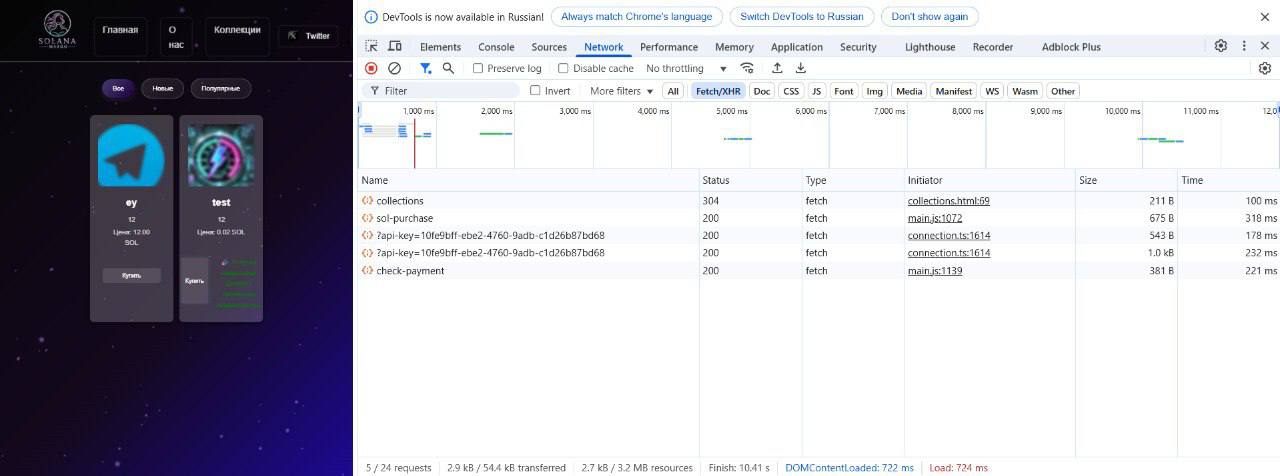 SOLANA
Главная
О
нас
Коллекции
Twitter
Все
Новые
Популярные
ey
12
Цена: 12.00
SOL
Купить
test
12
Цена: 0.02 SOL
Купить
DevTools is now available in Russian!
Always match Chrome's language
Switch DevTools to Russian
Don't show again
Elements
Console
Sources
Network
Performance
Memory
Application
Security
Lighthouse
Recorder
Adblock Plus
Preserve log
Disable cache
No throttling
Filter
Invert
More filters
All
Fetch/XHR
Doc
CSS
JS
Font
Img
Media
Manifest
WS
Wasm
Other
1,000 ms 2,000 ms 3,000 ms 4,000 ms 5,000 ms 6,000 ms 7,000 ms 8,000 ms 9,000 ms 10,000 ms 11,000 ms 12,0
Name Status Type Initiator Size Time
collections 304 fetch collections.html:69 211 B 100 ms
sol-purchase 200 fetch main.js:1072 675 B 318 ms
?api-key=10fe9bff-ebe2-4760-9adb-c1d26b87bd68 200 fetch connection.ts:1614 543 B 178 ms
?api-key=10fe9bff-ebe2-4760-9adb-c1d26b87bd68 200 fetch connection.ts:1614 1.0 kB 232 ms
check-payment 200 fetch main.js:1139 381 B 221 ms
5 / 24 requests 2.9 kB / 54.4 kB transferred 2.7 kB / 3.2 MB resources Finish: 10.41 s DOMContentLoaded: 722 ms Load: 724 ms